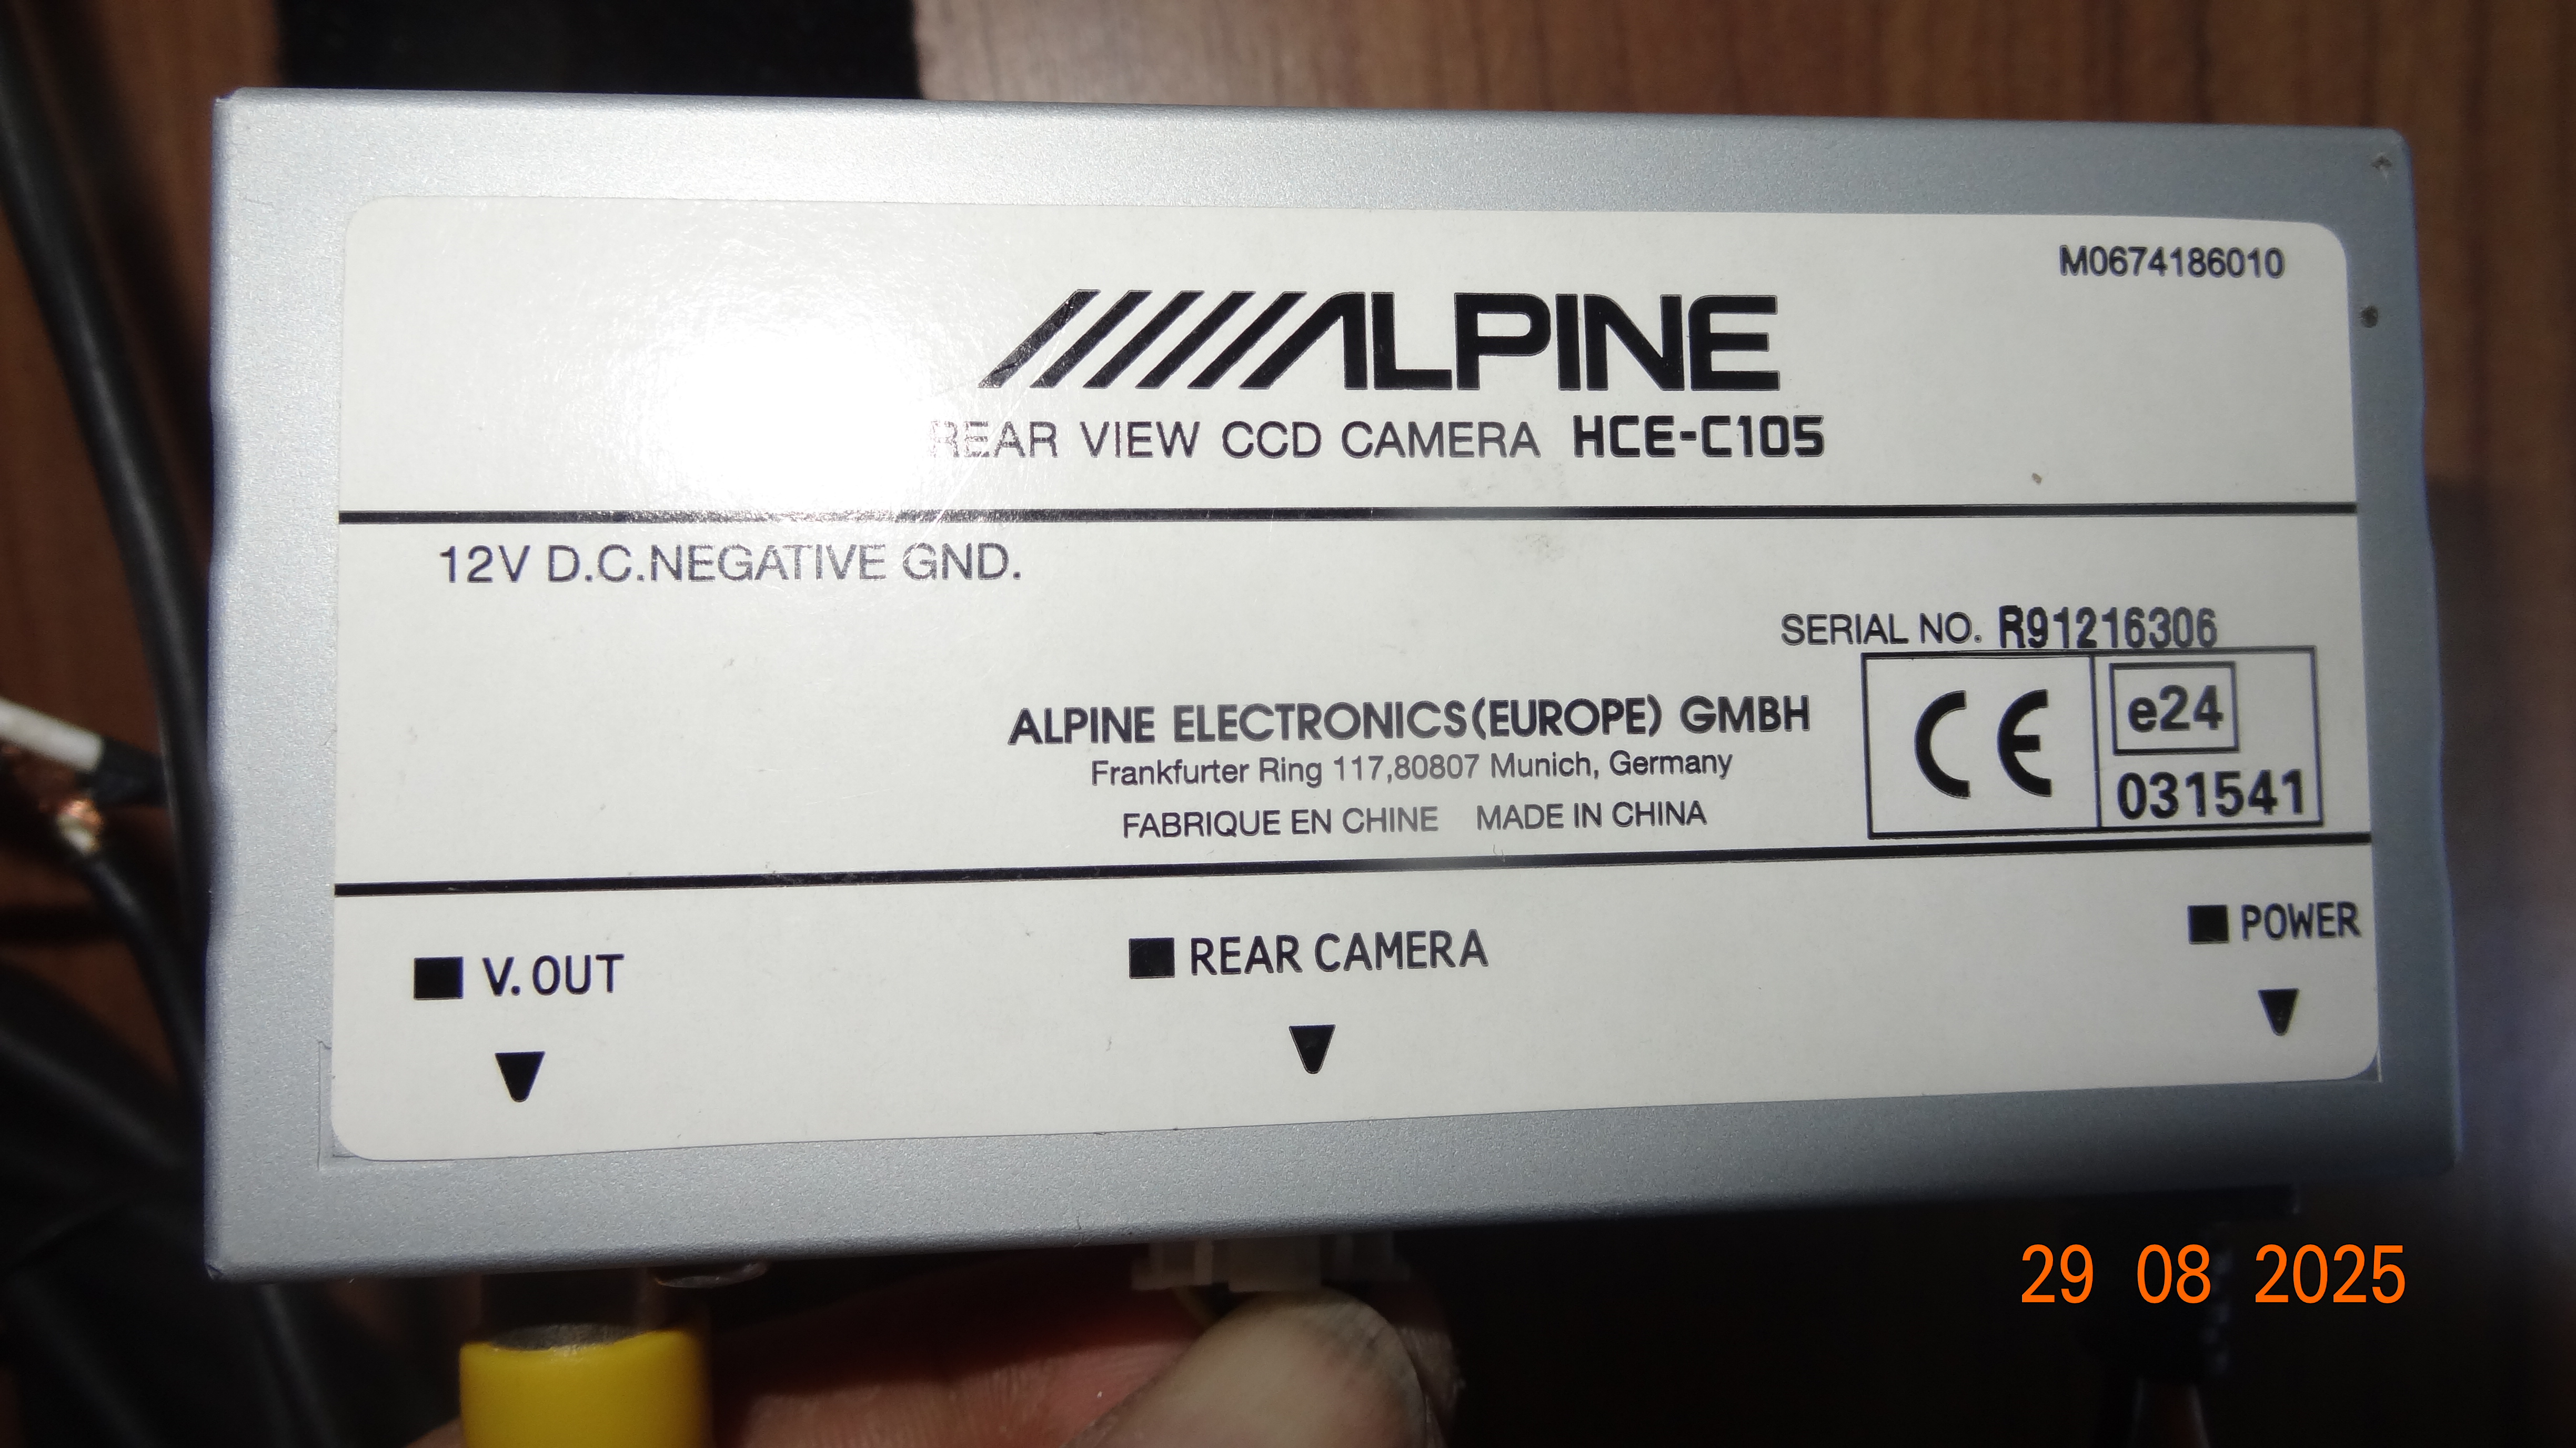 M0674186010
ALPINE
REAR VIEW CCD CAMERA HCE-C105
12V D.C.NEGATIVE GND.
SERIAL NO. R91216306
ALPINE ELECTRONICS(EUROPE) GMBH
Frankfurter Ring 117,80807 Munich, Germany
FABRIQUE EN CHINE MADE IN CHINA
CE
e24
031541
V.OUT
REAR CAMERA
POWER
29 08 2025